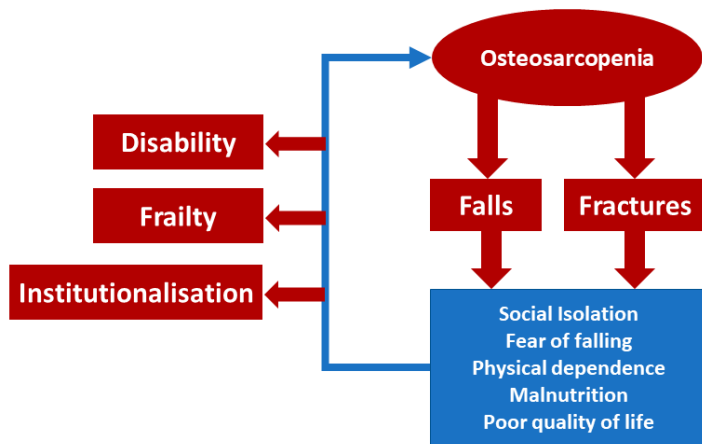 Osteosarcopenia
Disability
Frailty
Falls
Fractures
Institutionalisation
Social Isolation
Fear of falling
Physical dependence
Malnutrition
Poor quality of life